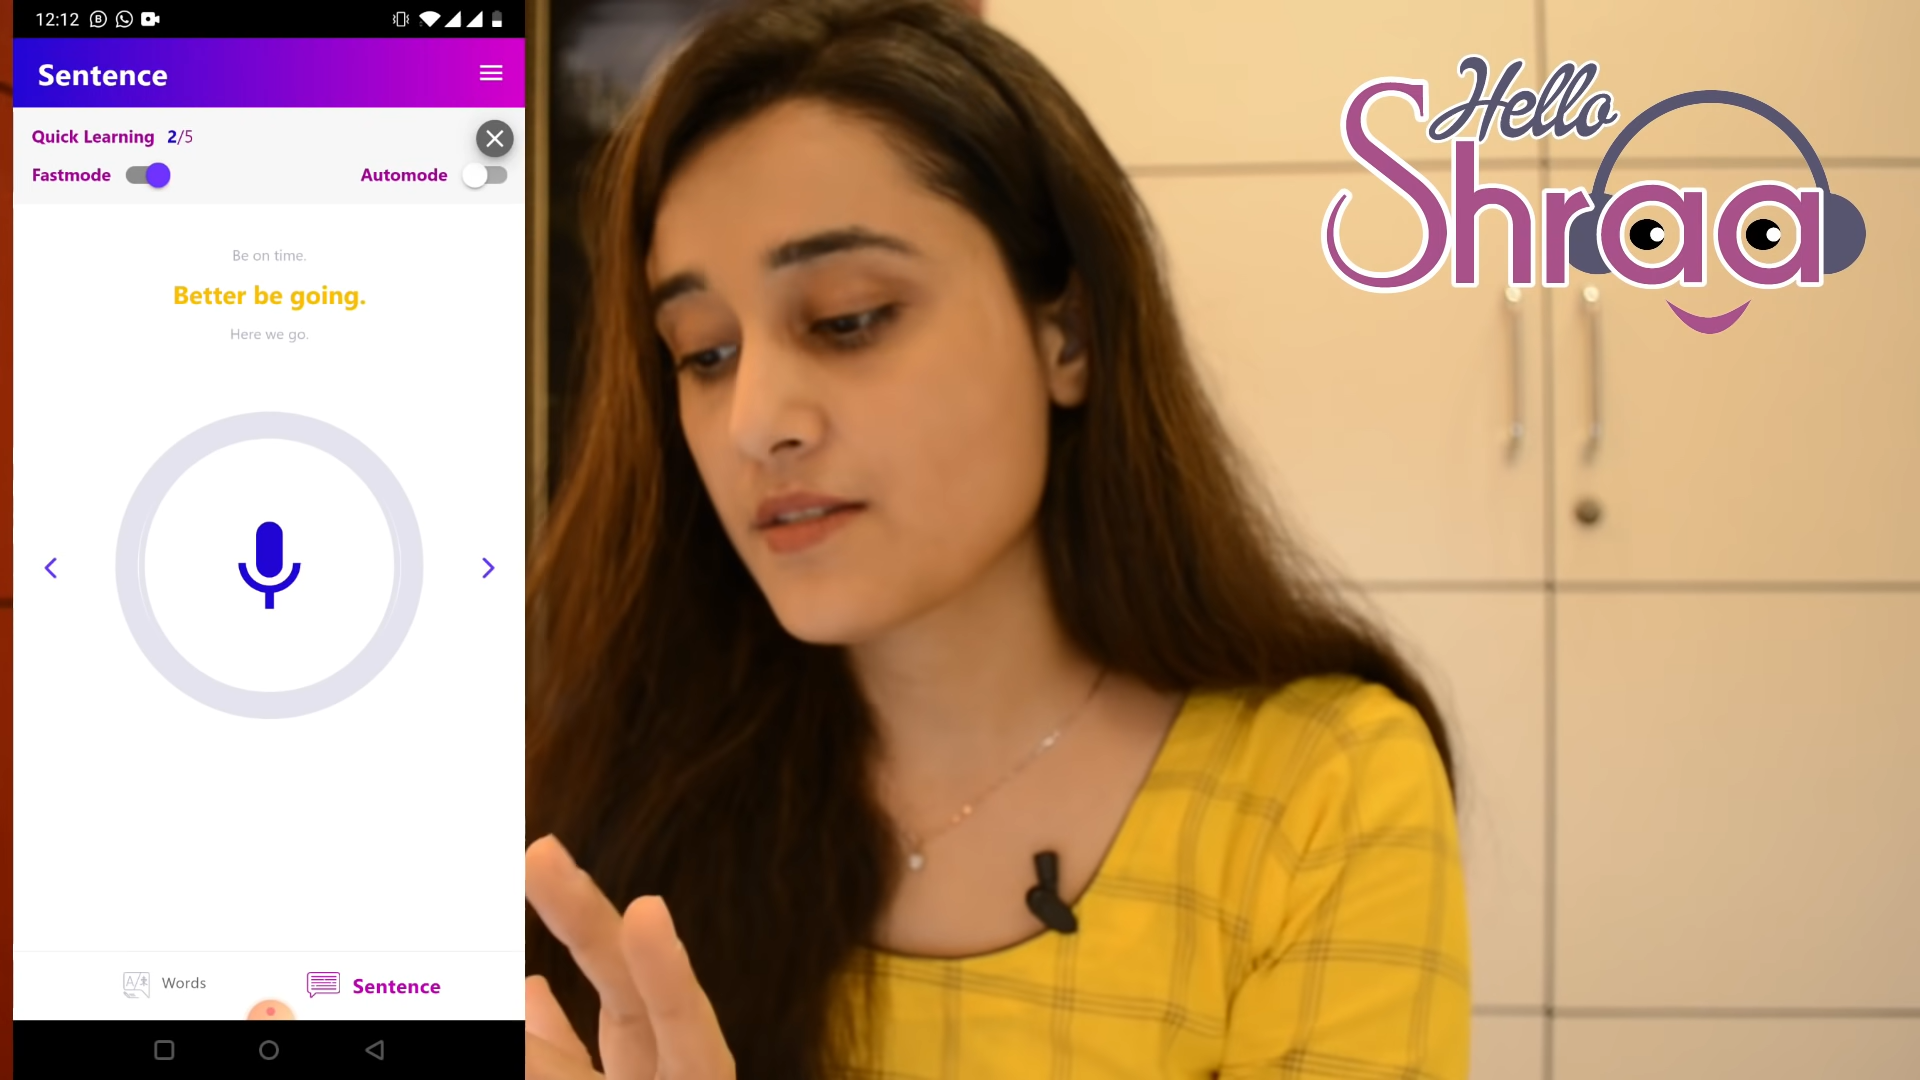 12:12
Sentence
Quick Learning 2/5
Fastmode
Automode
Be on time.
Better be going.
Here we go.
Words
Sentence
Hello
Shraa